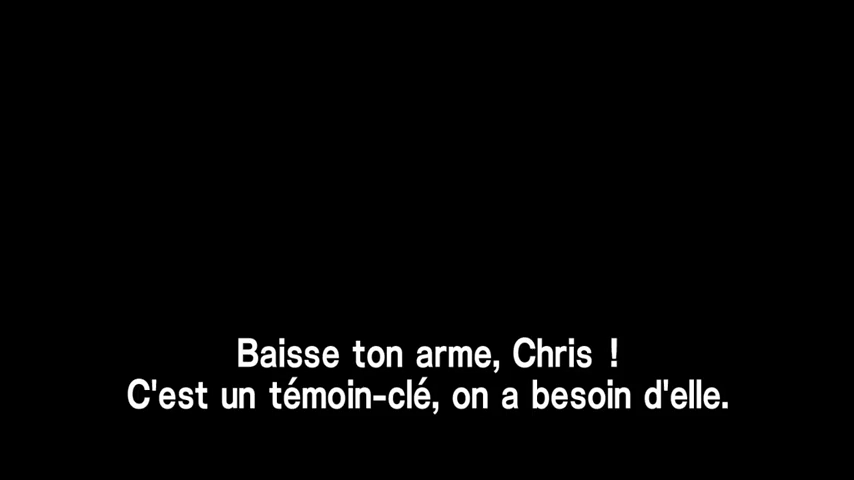 Baisse ton arme, Chris !
C'est un témoin-clé, on a besoin d'elle.